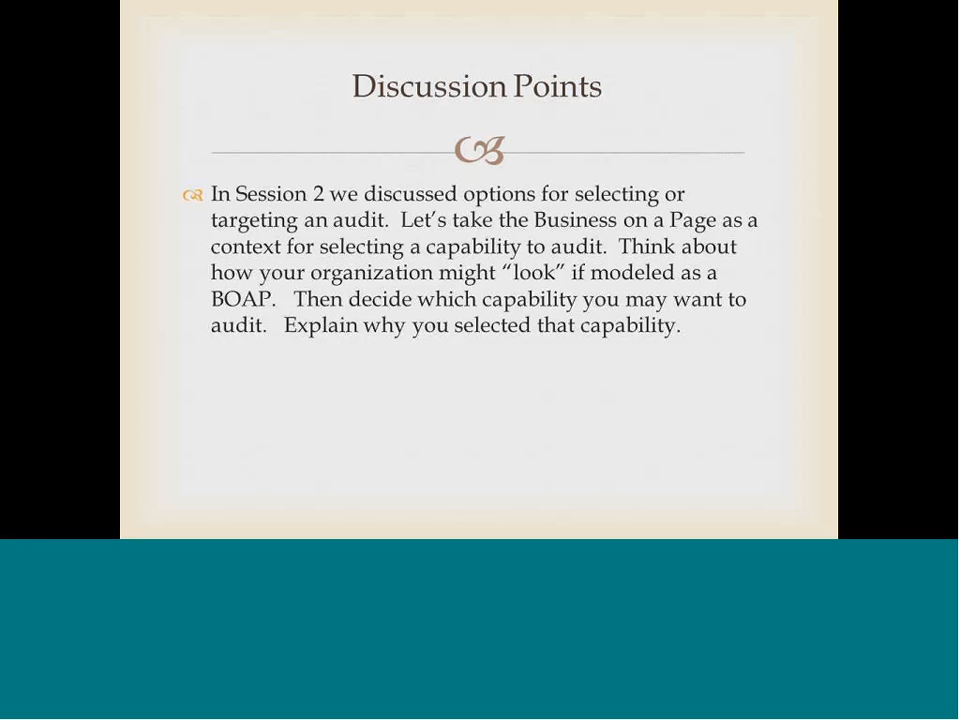 Discussion Points
In Session 2 we discussed options for selecting or
targeting an audit.  Let’s take the Business on a Page as a
context for selecting a capability to audit.  Think about
how your organization might “look” if modeled as a
BOAP.   Then decide which capability you may want to
audit.   Explain why you selected that capability.